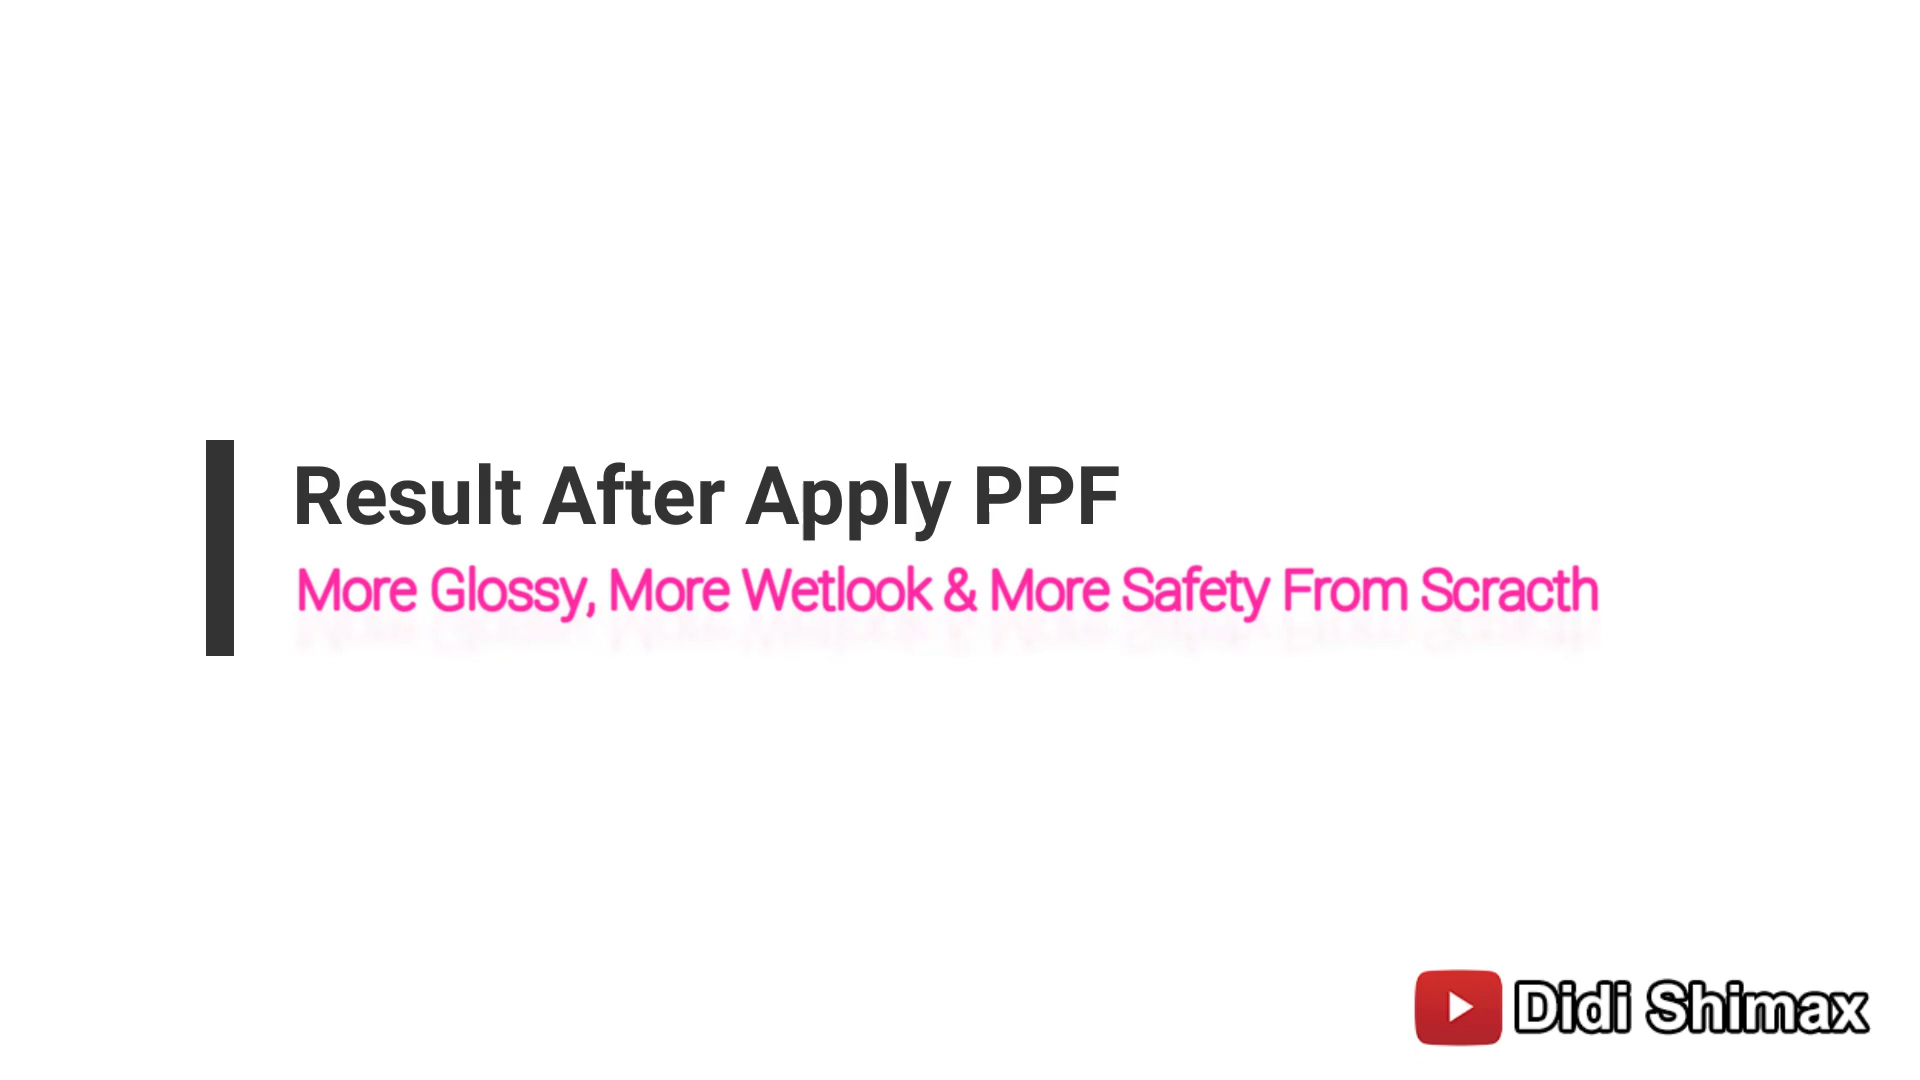 Result After Apply PPF
More Glossy, More Wetlook & More Safety From Scracth
Didi Shimax